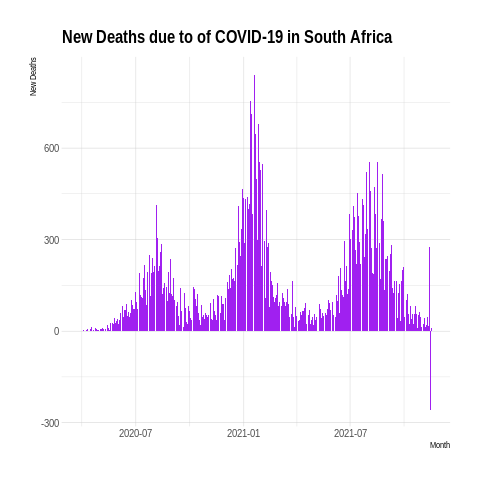 New Deaths due to of COVID-19 in South Africa
New Deaths
600
300
0
-300
2020-07
2021-01
2021-07
Month